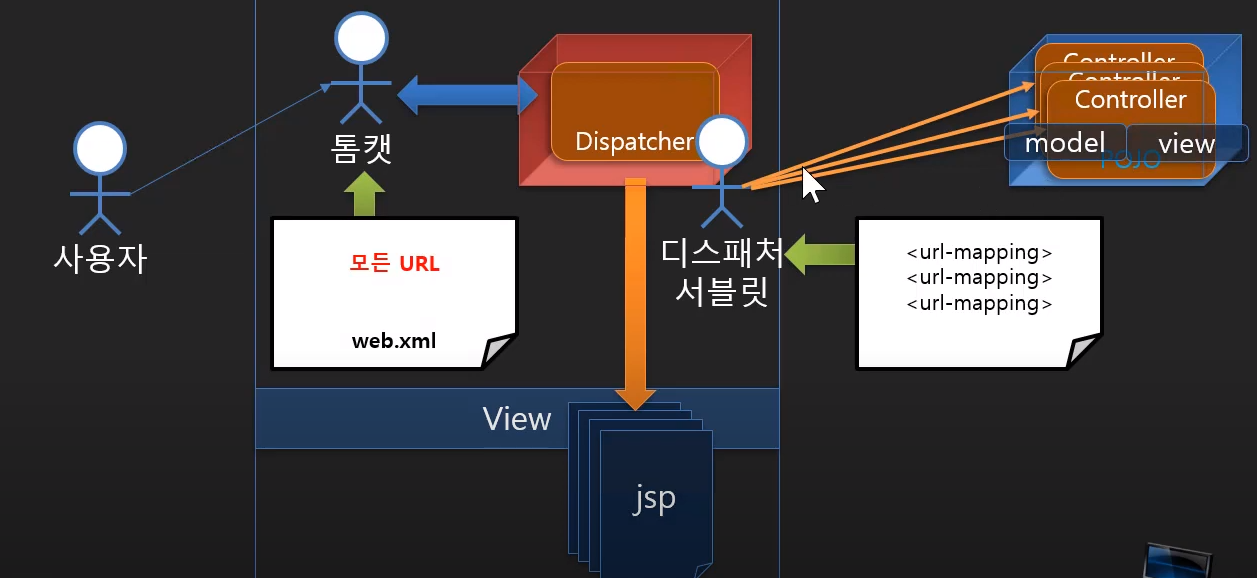 사용자
톰캣
모든 URL
web.xml
Dispatcher
디스패처
서블릿
Controller
Controller
Controller
model
view
POJO
<url-mapping>
<url-mapping>
<url-mapping>
View
jsp